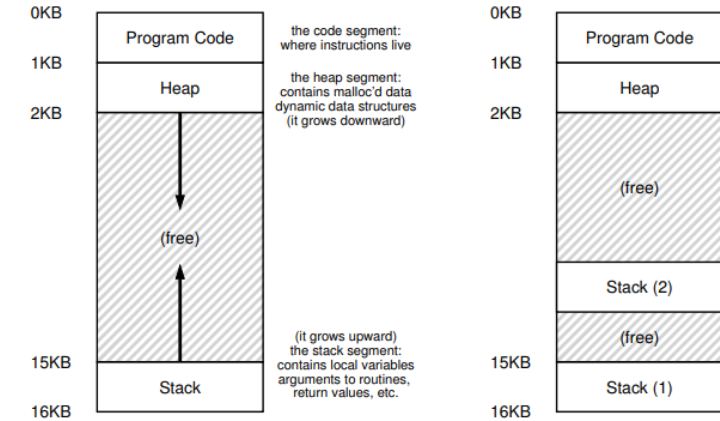 0KB
Program Code
the code segment:
where instructions live
1KB
Heap
the heap segment:
contains malloc'd data
dynamic data structures
(it grows downward)
2KB
(free)
(it grows upward)
the stack segment:
contains local variables
arguments to routines,
return values, etc.
15KB
Stack
16KB
0KB
Program Code
1KB
Heap
2KB
(free)
Stack (2)
(free)
15KB
Stack (1)
16KB